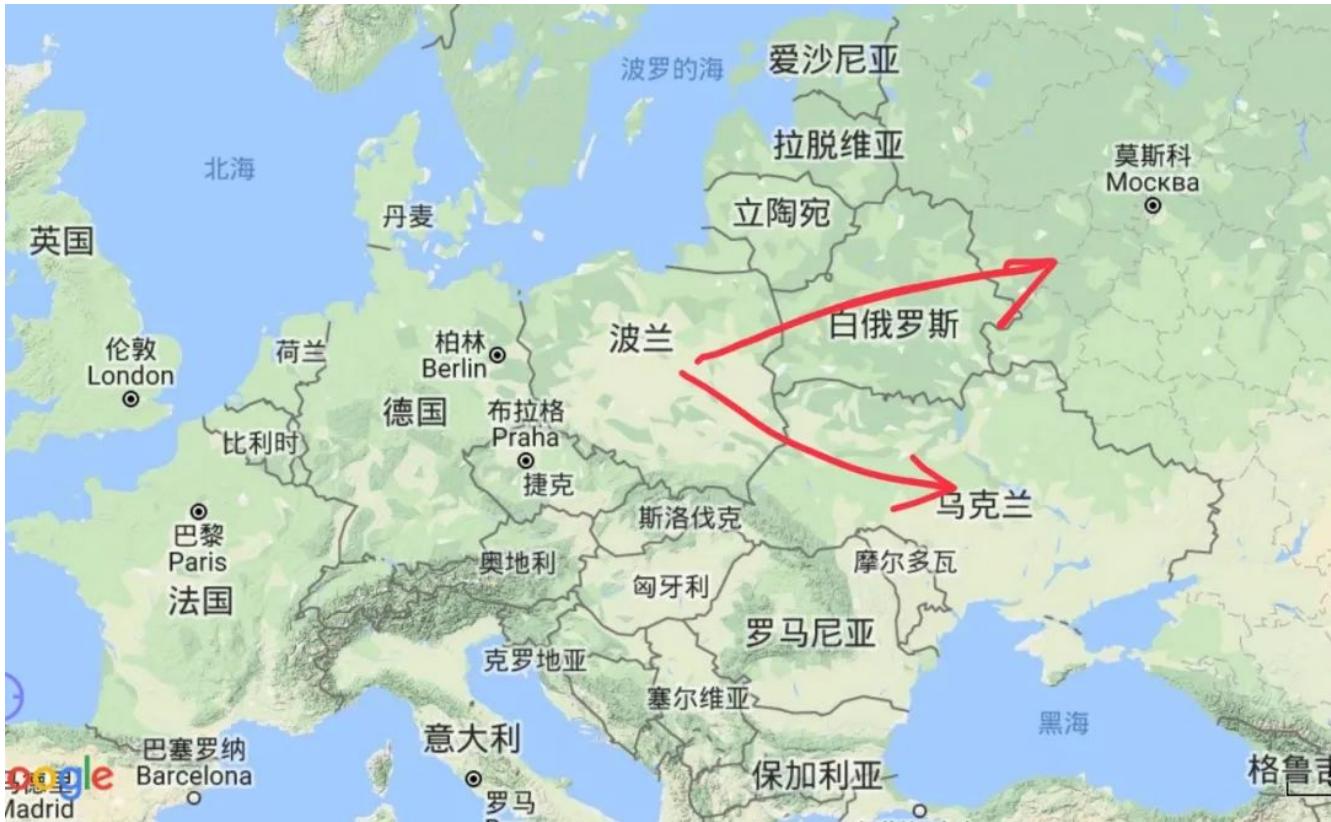 爱沙尼亚
波罗的海
拉脱维亚
莫斯科
Москва
北海
丹麦
立陶宛
英国
白俄罗斯
波兰
伦敦
London
荷兰
柏林
Berlin
德国
布拉格
Praha
比利时
捷克
巴黎
Paris
斯洛伐克
乌克兰
奥地利
摩尔多瓦
匈牙利
法国
罗马尼亚
克罗地亚
塞尔维亚
黑海
意大利
巴塞罗纳
Barcelona
保加利亚
格鲁吉
oogle
Madrid
罗马